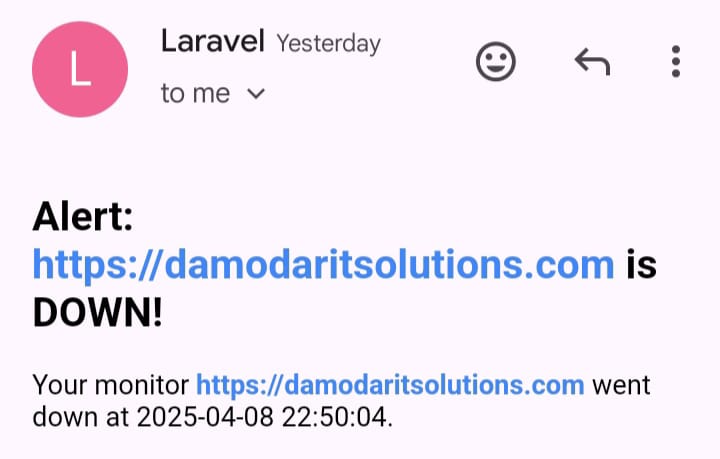 L
Laravel Yesterday
to me
Alert:
https://damodaritsolutions.com is
DOWN!
Your monitor https://damodaritsolutions.com went
down at 2025-04-08 22:50:04.